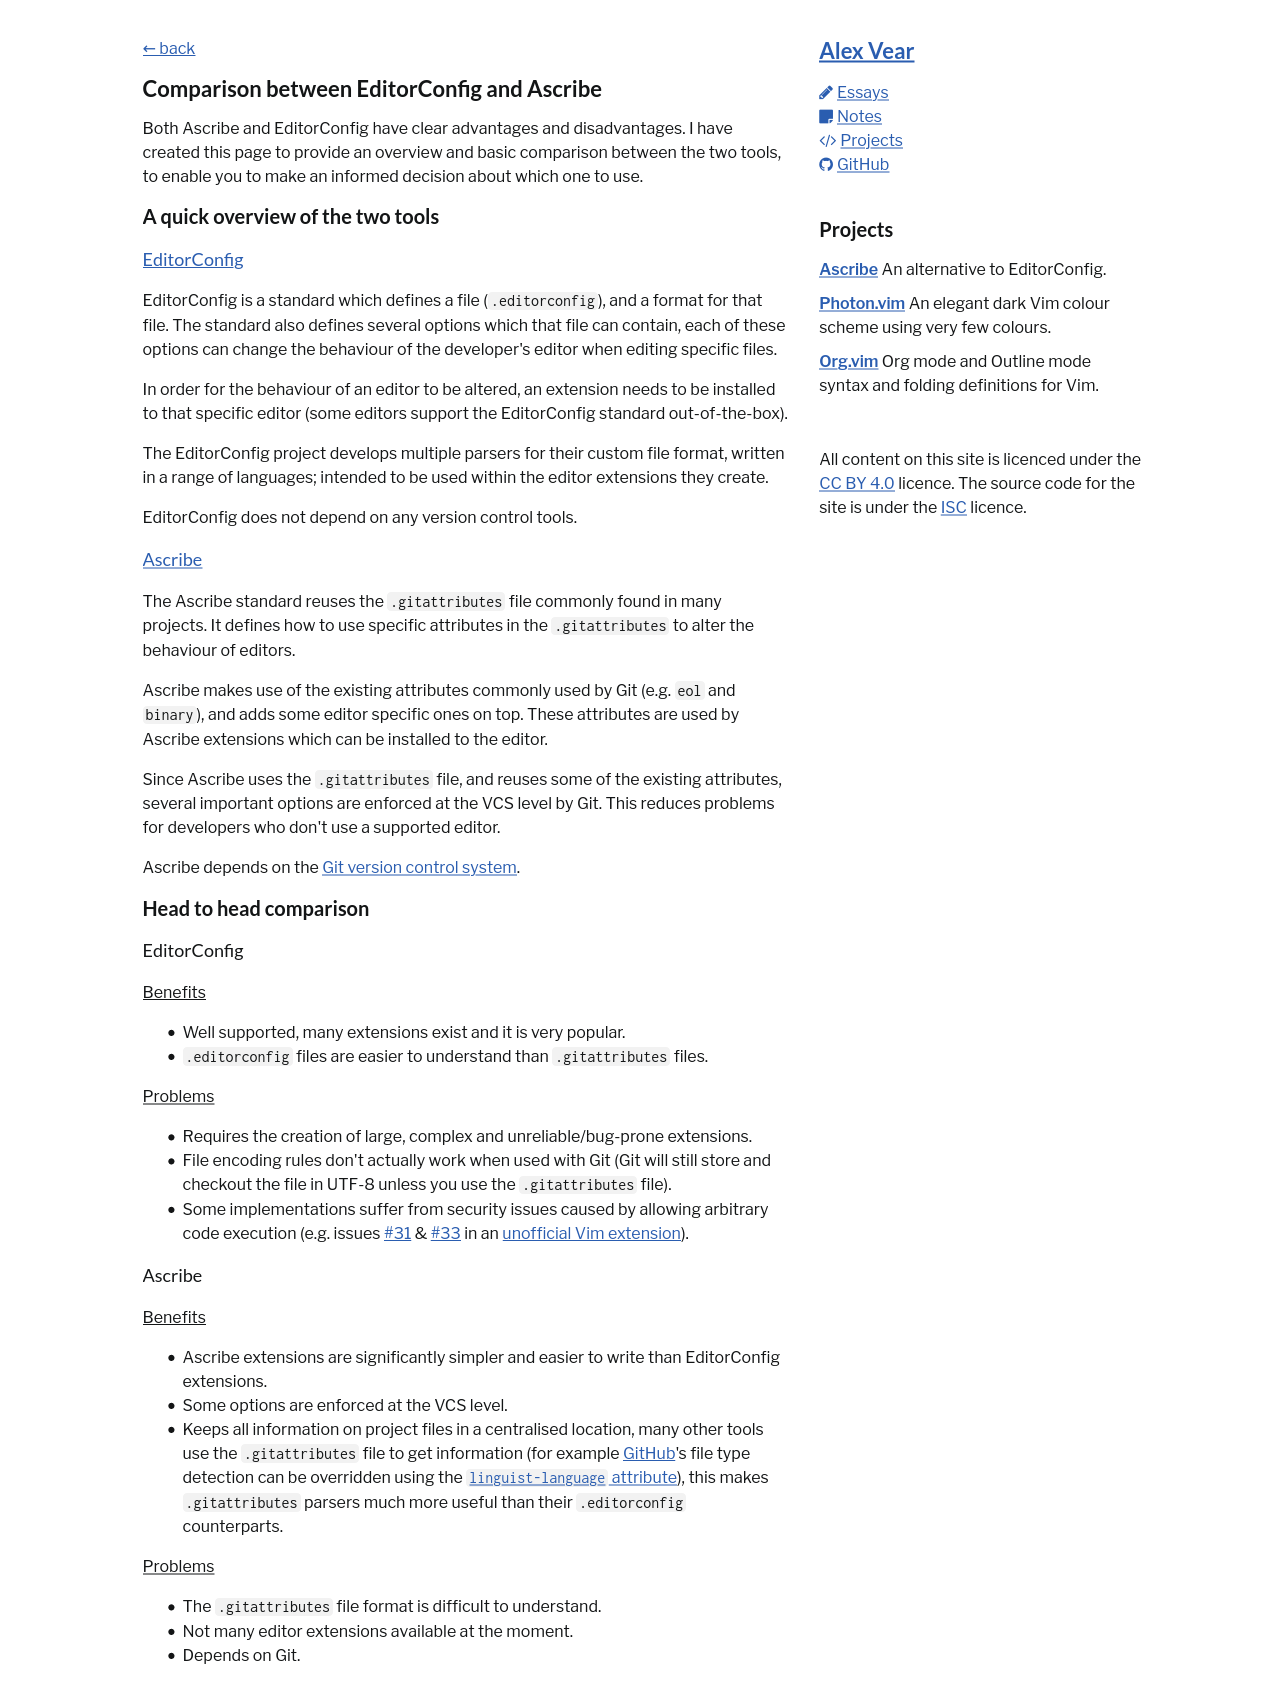 ← back
Comparison between EditorConfig and Ascribe
Both Ascribe and EditorConfig have clear advantages and disadvantages. I have
created this page to provide an overview and basic comparison between the two tools,
to enable you to make an informed decision about which one to use.
A quick overview of the two tools
EditorConfig
EditorConfig is a standard which defines a file ( .editorconfig ), and a format for that
file. The standard also defines several options which that file can contain, each of these
options can change the behaviour of the developer's editor when editing specific files.
In order for the behaviour of an editor to be altered, an extension needs to be installed
to that specific editor (some editors support the EditorConfig standard out-of-the-box).
The EditorConfig project develops multiple parsers for their custom file format, written
in a range of languages; intended to be used within the editor extensions they create.
EditorConfig does not depend on any version control tools.
Ascribe
The Ascribe standard reuses the .gitattributes file commonly found in many
projects. It defines how to use specific attributes in the .gitattributes to alter the
behaviour of editors.
Ascribe makes use of the existing attributes commonly used by Git (e.g. eol and
binary ), and adds some editor specific ones on top. These attributes are used by
Ascribe extensions which can be installed to the editor.
Since Ascribe uses the .gitattributes file, and reuses some of the existing attributes,
several important options are enforced at the VCS level by Git. This reduces problems
for developers who don't use a supported editor.
Ascribe depends on the Git version control system.
Head to head comparison
EditorConfig
Benefits
• Well supported, many extensions exist and it is very popular.
• .editorconfig files are easier to understand than .gitattributes files.
Problems
• Requires the creation of large, complex and unreliable/bug-prone extensions.
• File encoding rules don't actually work when used with Git (Git will still store and
checkout the file in UTF-8 unless you use the .gitattributes file).
• Some implementations suffer from security issues caused by allowing arbitrary
code execution (e.g. issues #31 & #33 in an unofficial Vim extension).
Ascribe
Benefits
• Ascribe extensions are significantly simpler and easier to write than EditorConfig
extensions.
• Some options are enforced at the VCS level.
• Keeps all information on project files in a centralised location, many other tools
use the .gitattributes file to get information (for example GitHub's file type
detection can be overridden using the linguist-language attribute), this makes
.gitattributes parsers much more useful than their .editorconfig
counterparts.
Problems
• The .gitattributes file format is difficult to understand.
• Not many editor extensions available at the moment.
• Depends on Git.
Alex Vear
Essays
Notes
</> Projects
GitHub
Projects
Ascribe An alternative to EditorConfig.
Photon.vim An elegant dark Vim colour
scheme using very few colours.
Org.vim Org mode and Outline mode
syntax and folding definitions for Vim.
All content on this site is licenced under the
CC BY 4.0 licence. The source code for the
site is under the ISC licence.